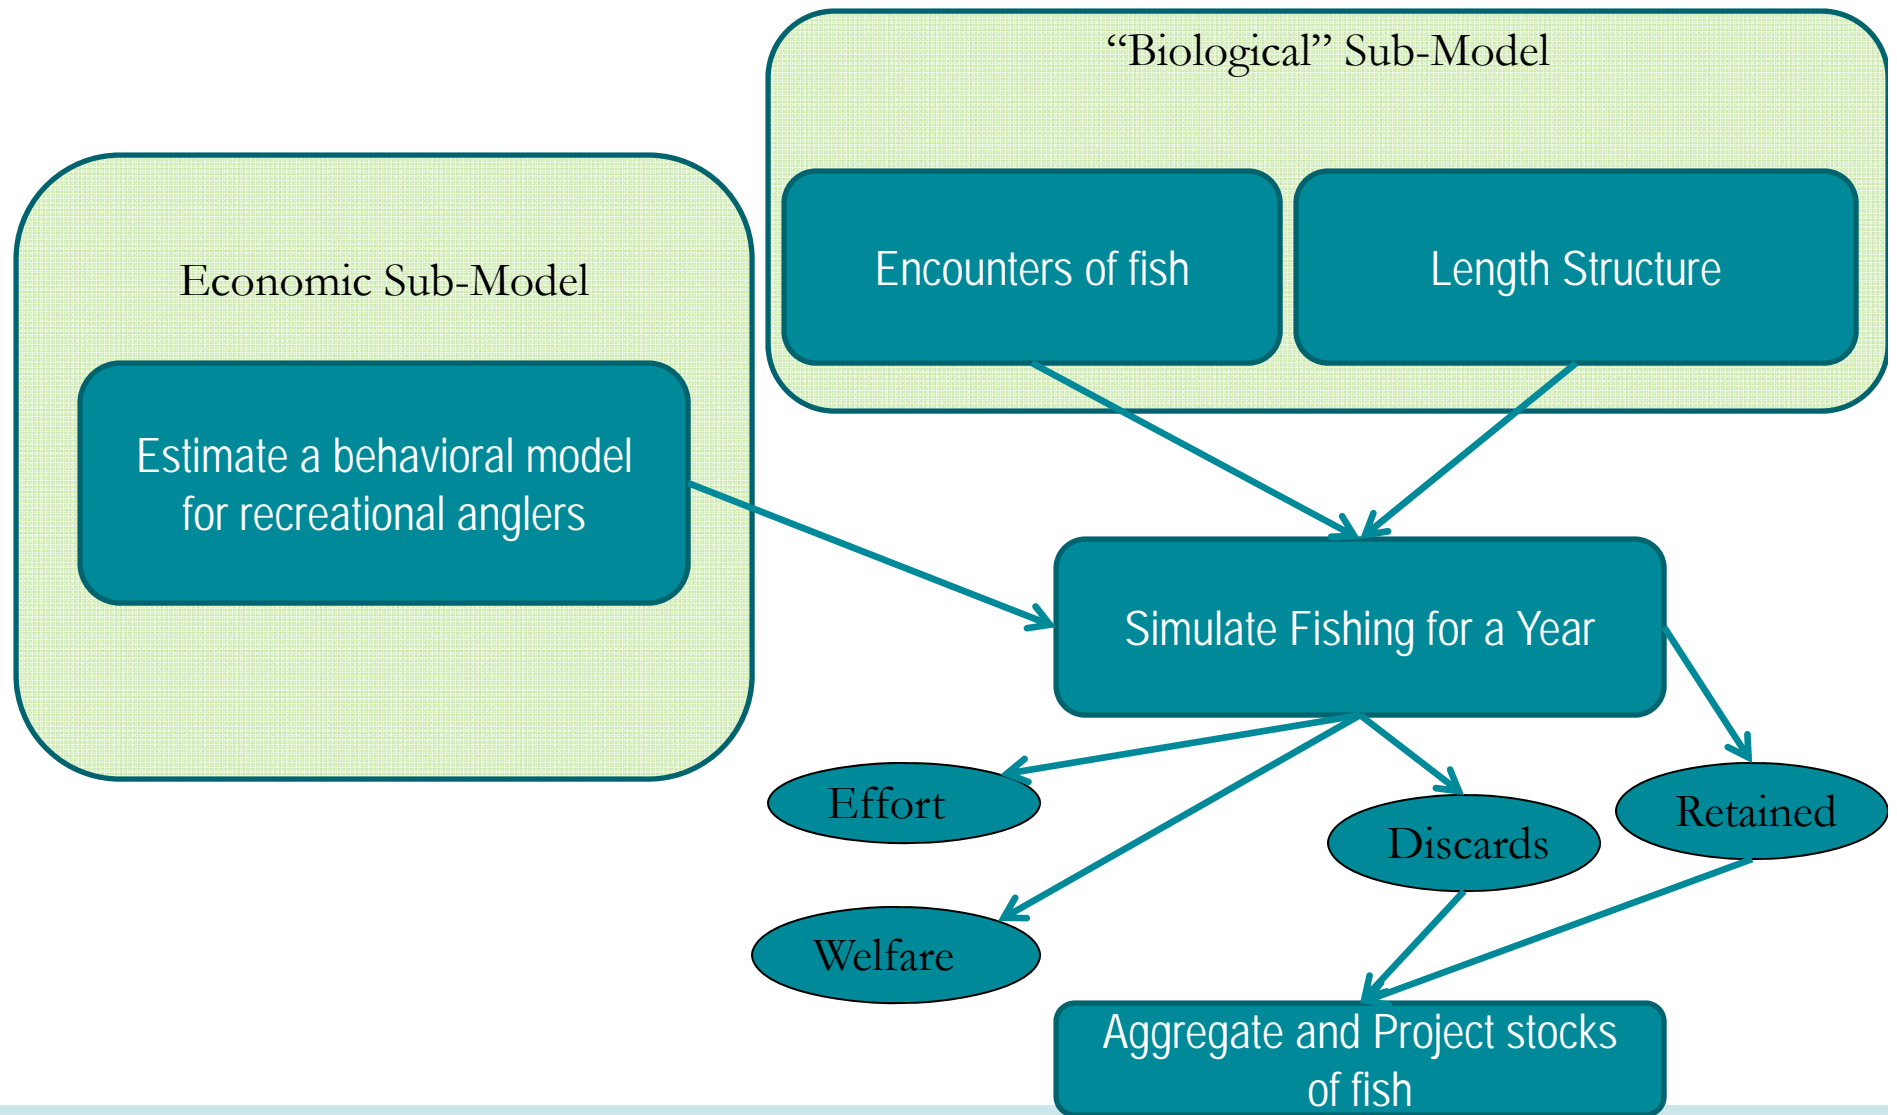 “Biological” Sub-Model
Encounters of fish
Length Structure
Economic Sub-Model
Estimate a behavioral model
for recreational anglers
Simulate Fishing for a Year
Effort
Discards
Retained
Welfare
Aggregate and Project stocks
of fish